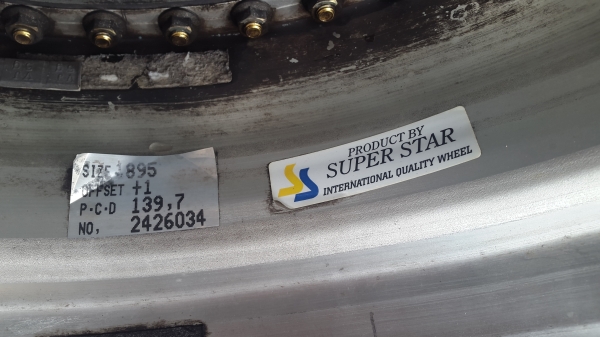 SIZE 895
OFFSET +1
P·C·D 139,7
NO, 2426034
PRODUCT BY
SUPER STAR
INTERNATIONAL QUALITY WHEEL